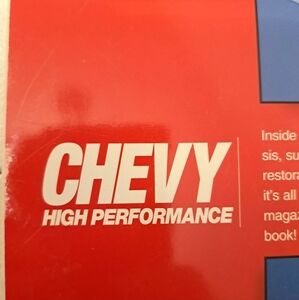 CHEVY
HIGH PERFORMANCE
Inside
sis, su
restora
it's all
magaz
book!